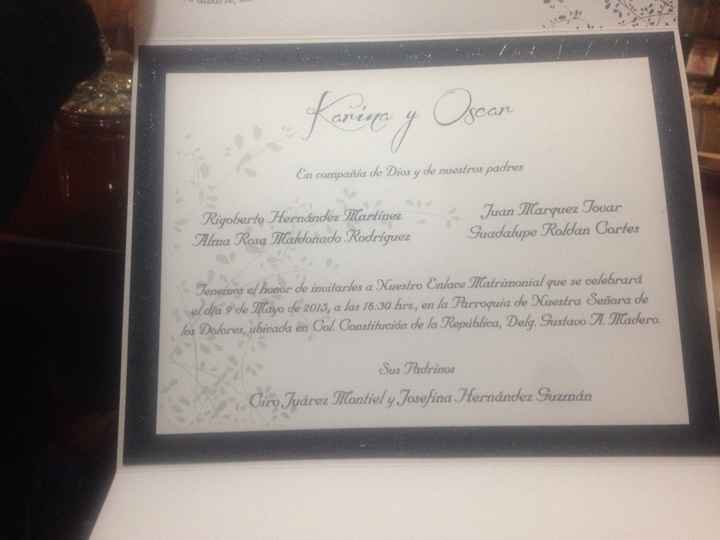 Karina y Oscar
En compañía de Dios y de nuestros padres
Rigoberto Hernández Martínez
Alma Rosa Maldonado Rodríguez
Juan Marquez Tovar
Guadalupe Roldan Cortes
Tenemos el honor de invitarles a Nuestro Enlace Matrimonial que se celebrará
el día 9 de Mayo de 2015, a las 18:30 hrs., en la Parroquia de Nuestra Señora de
los Dolores, ubicada en Col. Constitución de la República, Delg. Gustavo A. Madero.
Sus Padrinos
Ciro Juárez Montiel y Josefina Hernández Guzmán